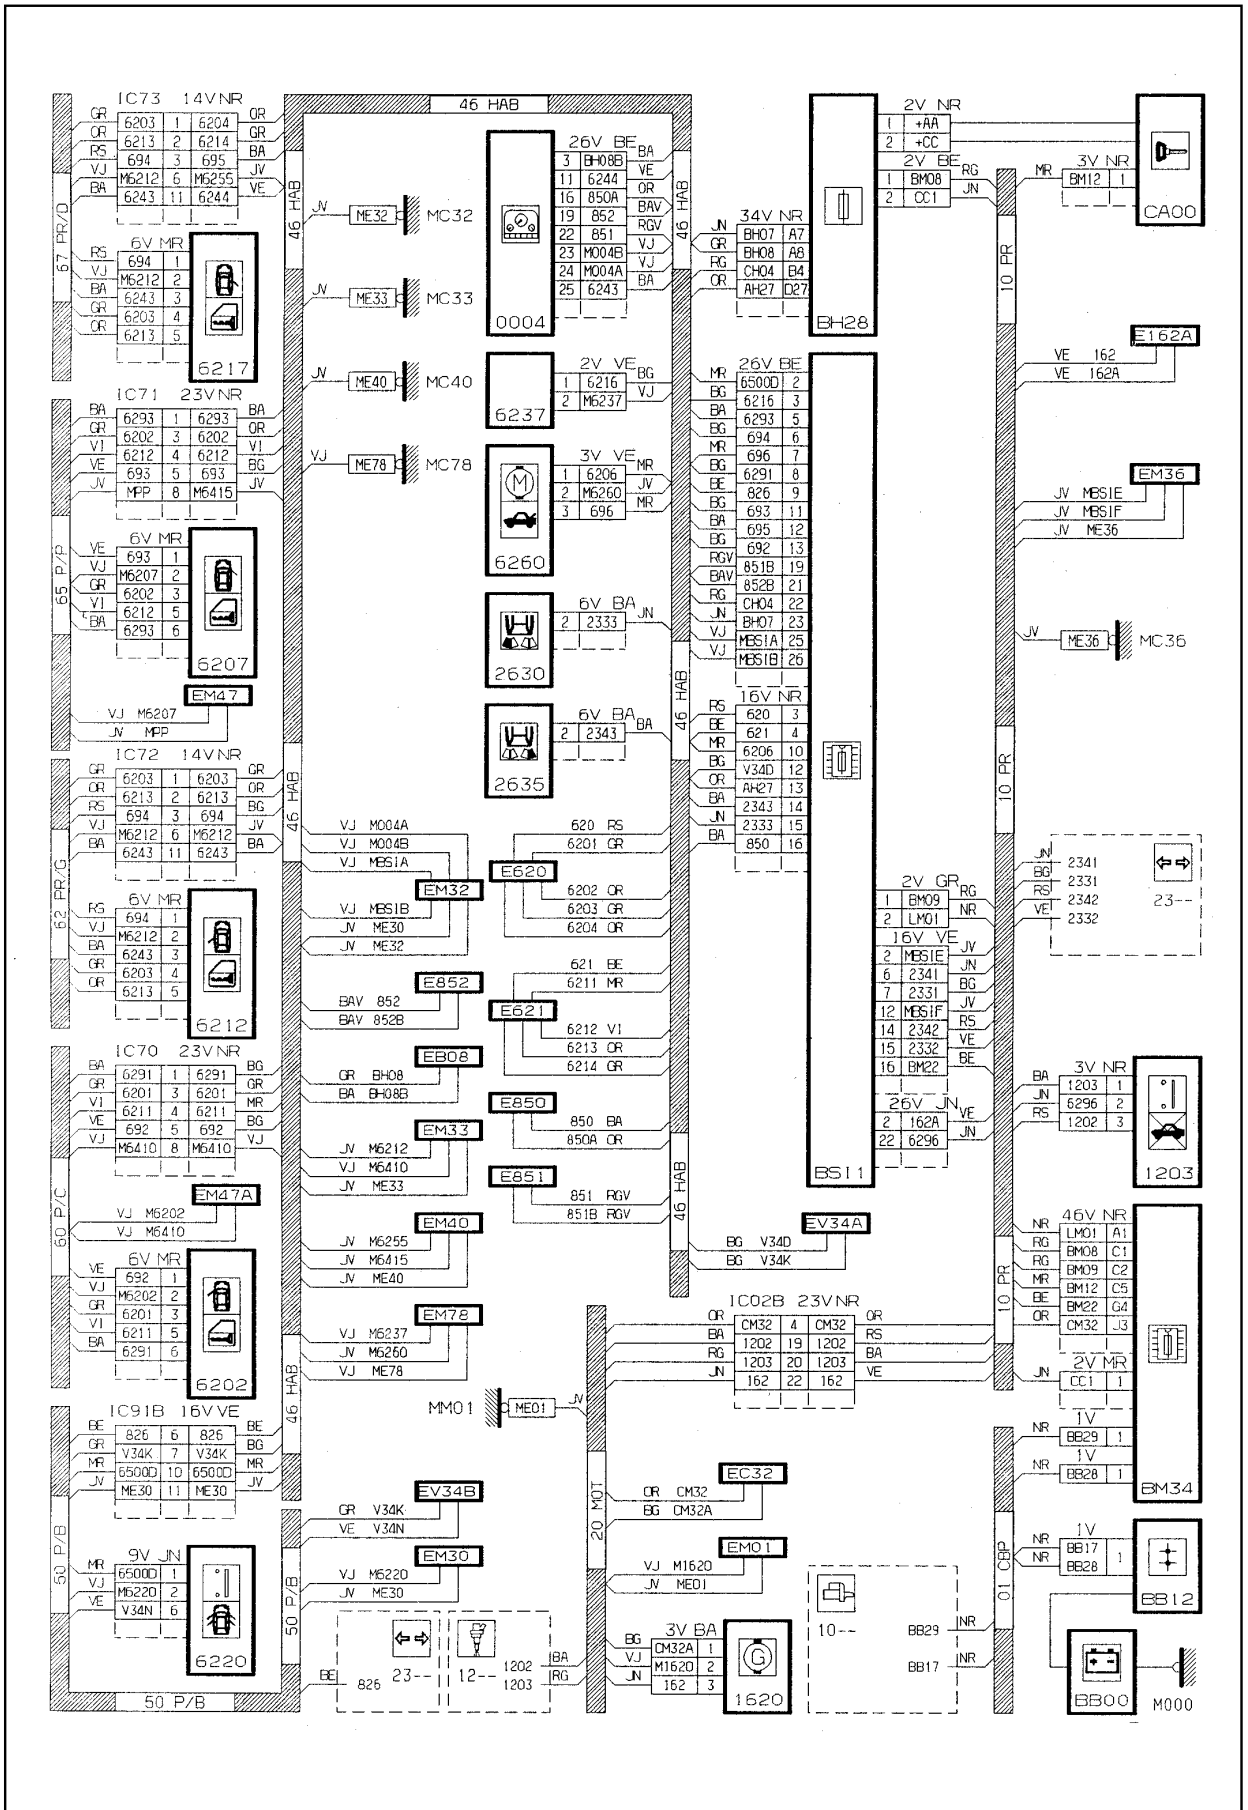 46 HAB
IC73 14V NR
GR 6203 1 6204 OR
OR 6213 2 6214 GR
RS 694 3 695 BA
VJ M6212 6 M6255 JV
BA 6243 11 6244 VE
67 PR/D
46 HAB
6V MR
RS 694 1
VJ M6212 2
BA 6243 3
GR 6203 4
OR 6213 5
6217
IC71 23V NR
BA 6293 1 6293 BA
GR 6202 3 6202 OR
VI 6212 4 6212 VI
VE 693 5 693 BG
JV MPP 8 M6415 JV
65 P/P
6V MR
VE 693 1
VJ M6207 2
GR 6202 3
VI 6212 5
BA 6293 6
6207
EM47
VJ M6207
JV MPP
IC72 14V NR
GR 6203 1 6203 GR
OR 6213 2 6213 OR
RS 694 3 694 BG
VJ M6212 6 M6212 JV
BA 6243 11 6243 BA
62 PR/G
46 HAB
6V MR
RS 694 1
VJ M6212 2
BA 6243 3
GR 6203 4
OR 6213 5
6212
IC70 23V NR
BA 6291 1 6291 BG
GR 6201 3 6201 GR
VI 6211 4 6211 MR
VE 692 5 692 BG
VJ M6410 8 M6410 VJ
60 P/C
EM47A
VJ M6202
VJ M6410
6V MR
VE 692 1
VJ M6202 2
GR 6201 3
VI 6211 5
BA 6291 6
6202
46 HAB
IC91B 16V VE
BE 826 6 826 BE
GR V34K 7 V34K BG
MR 6500D 10 6500D MR
JV ME30 11 ME30 JV
50 P/B
9V JN
MR 6500D 1
VJ M6220 2
VE V34N 6
6220
50 P/B
50 P/B
JV ME32 MC32
JV ME33 MC33
JV ME40 MC40
VJ ME78 MC78
VJ M004A
VJ M004B
VJ MBSIA
EM32
VJ MBSIB
JV ME30
JV ME32
E852
BAV 852
BAV 852B
EB08
GR BH08
BA BH08B
EM33
JV M6212
VJ M6410
JV ME33
EM40
JV M6255
JV M6415
JV ME40
EM78
VJ M6237
JV M6260
VJ ME78
MM01 ME01 JV
EV34B
GR V34K
VE V34N
EM30
VJ M6220
JV ME30
BE 826 23--
12--
1202 BA
1203 RG
26V BE
3 BH08B BA
11 6244 VE
16 850A OR
19 852 BAV
22 851 RGV
23 M004B VJ
24 M004A VJ
25 6243 BA
0004
46 HAB
2V VE
1 6216 BG
2 M6237 VJ
6237
3V VE
1 6206 MR
2 M6260 JV
3 696 MR
M
6260
6V BA
2 2333 JN
2630
6V BA
2 2343 BA
2635
46 HAB
620 RS
6201 GR
E620
6202 OR
6203 GR
6204 OR
621 BE
6211 MR
E621
6212 VI
6213 OR
6214 GR
E850
850 BA
850A OR
E851
851 RGV
851B RGV
46 HAB
34V NR
JN BH07 A7
GR BH08 A8
RG CH04 B4
OR AH27 D27
BH28
2V NR
1 +AA
2 +CC
2V BE
1 BM08 RG
2 CC1 JN
26V BE
MR 6500D 2
BG 6216 3
BA 6293 5
BG 694 6
MR 696 7
BG 6291 8
BE 826 9
BG 693 11
BA 695 12
BG 692 13
RGV 851B 19
BAV 852B 21
RG CH04 22
JN BH07 23
VJ MBSIA 25
VJ MBSIB 26
16V NR
RS 620 3
BE 621 4
MR 6206 10
BG V34D 12
OR AH27 13
BA 2343 14
JN 2333 15
BA 850 16
2V GR
1 BM09 RG
2 LM01 NR
16V VE
2 MBSIE JV
6 2341 JN
7 2331 BG
12 MBSIF JV
14 2342 RS
15 2332 VE
16 BM22 BE
26V JN
2 162A VE
22 6296 JN
BSI1
EV34A
BG V34D
BG V34K
IC02B 23V NR
OR CM32 4 CM32 OR
BA 1202 19 1202 RS
RG 1203 20 1203 BA
JN 162 22 162 VE
20 MOT
EC32
OR CM32
BG CM32A
EM01
VJ M1620
JV ME01
3V BA
BG CM32A 1
VJ M1620 2
JN 162 3
G
1620
10--
BB29 NR
BB17 NR
10 PR
3V NR
MR BM12 1
CA00
E162A
VE 162
VE 162A
EM36
JV MBSIE
JV MBSIF
JV ME36
JV ME36 MC36
10 PR
JN 2341
BG 2331
RS 2342
VE 2332
23--
3V NR
BA 1203 1
JN 6296 2
RS 1202 3
1203
46V NR
NR LM01 A1
RG BM08 C1
RG BM09 C2
MR BM12 C5
BE BM22 G4
OR CM32 J3
10 PR
2V MR
JN CC1 1
1V
NR BB29 1
1V
NR BB28 1
BM34
01 CBP
1V
NR BB17
NR BB28
1
BB12
BB00
M000